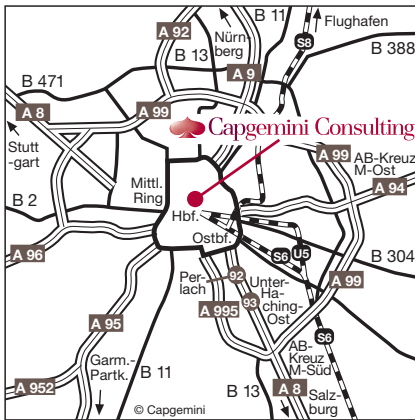 B 11
Flughafen
A 92
Nürn-
berg
B 13
S8
B 388
B 471
A 9
A 8
A 99
Capgemini Consulting
Stutt-
gart
A 99
AB-Kreuz
M-Ost
Mittl.
Ring
A 94
B 2
Hbf.
Ostbf.
A 96
S6
U5
B 304
Per-
lach
92
Unter-
Ha-
ching-
Ost
A 99
93
A 995
A 95
S6
AB-
Kreuz
M-Süd
Garm.-
Partk.
B 11
A 952
B 13
A 8
Salz-
burg
© Capgemini